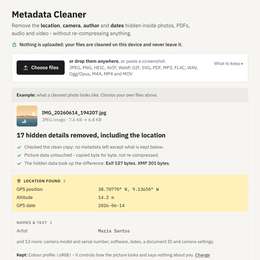 Metadata Cleaner
Remove the location, camera, author and dates hidden inside photos, PDFs,
audio and video - without re-compressing anything.
Nothing is uploaded: your files are cleaned on this device and never leave it.
Choose files
or drop them anywhere, or paste a screenshot.
JPEG, PNG, HEIC, AVIF, WebP, GIF, SVG, PDF, MP3, FLAC, WAV,
Ogg/Opus, M4A, MP4 and MOV
What to keep
Example: what a cleaned photo looks like. Choose your own files above.
IMG_20260614_194207.jpg
JPEG image · 7.6 KB → 6.8 KB
17 hidden details removed, including the location
Checked the clean copy: no metadata left except what is kept below.
Picture data untouched - copied byte for byte, not re-compressed.
The hidden data took up 844 bytes: Exif 537 bytes, XMP 301 bytes.
LOCATION FOUND 3
GPS position 38.70770° N, 9.13650° W
Altitude 14.2 m
GPS date 2026-06-14
NAMES & TEXT 1
Artist Maria Santos
and 13 more: camera model and serial number, software, dates, a document ID and camera settings.
Kept: Colour profile (sRGB) - it controls how the picture looks and says nothing about you. Change